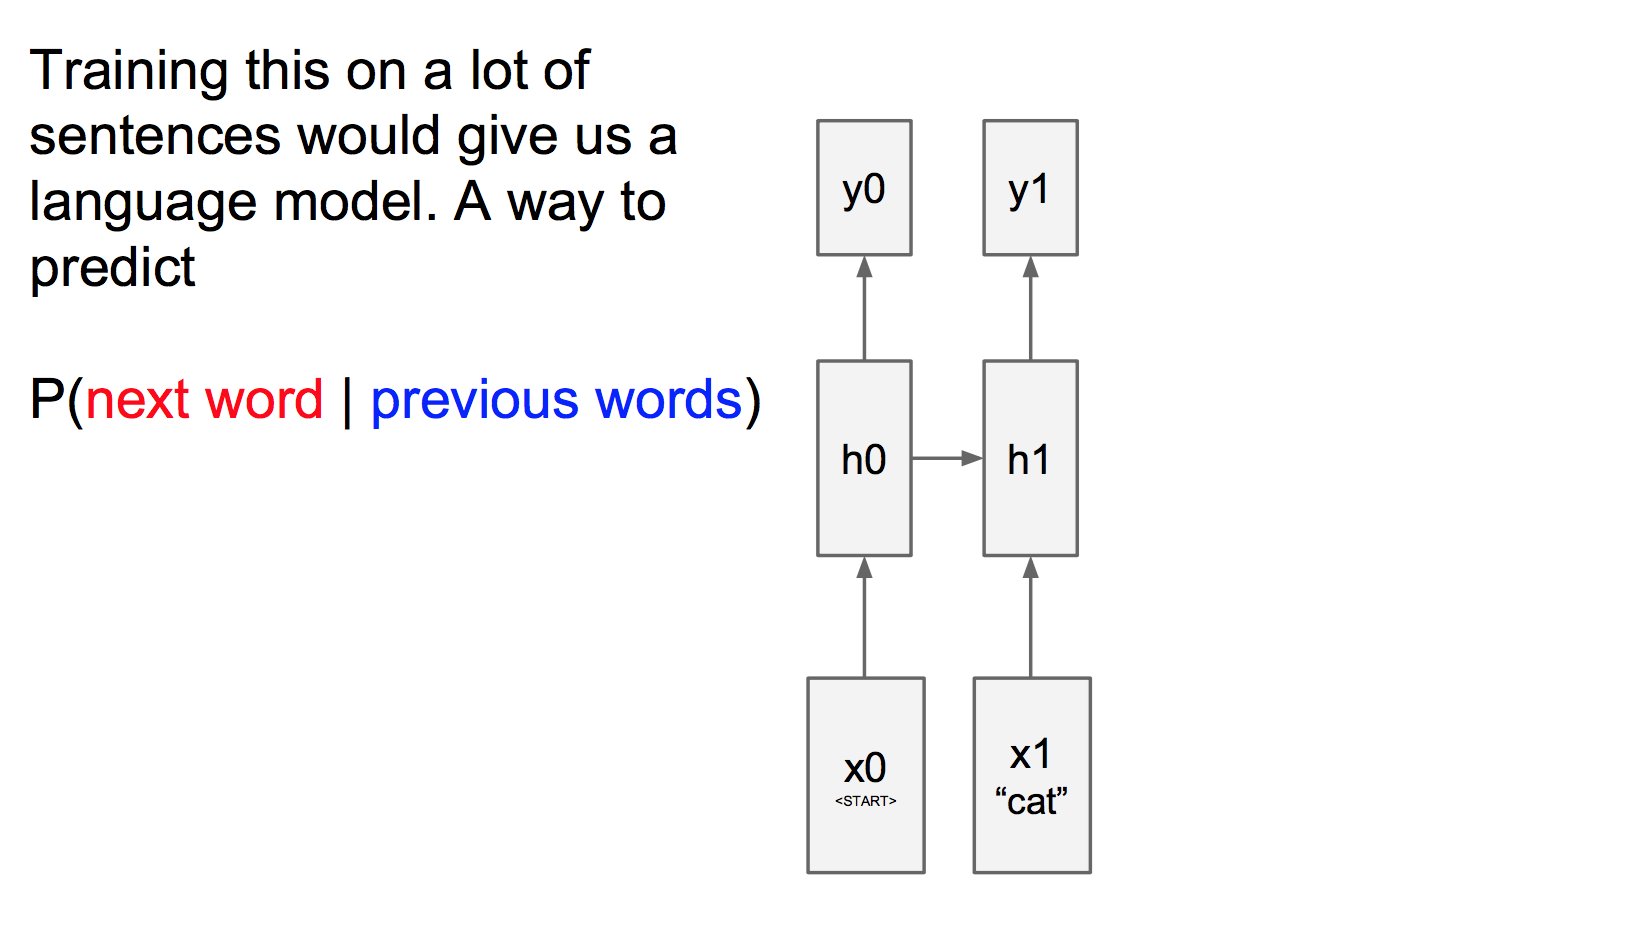 Training this on a lot of
sentences would give us a
language model. A way to
predict
P(next word | previous words)
y0
y1
h0
h1
x0
<START>
x1
“cat”